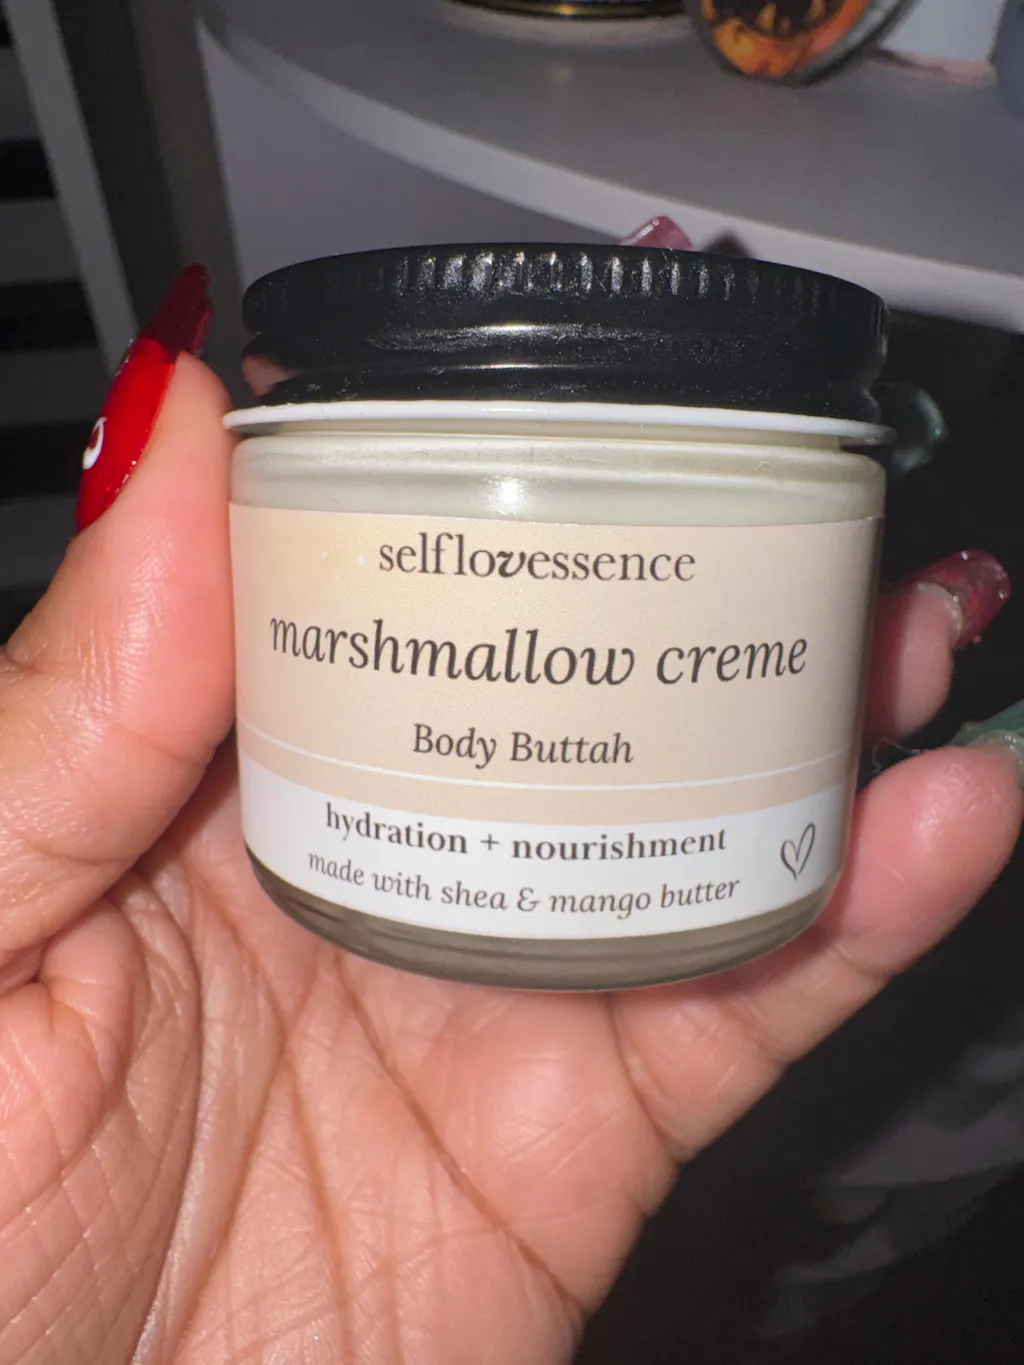 selflovessence
marshmallow creme
Body Buttah
hydration + nourishment
made with shea & mango butter